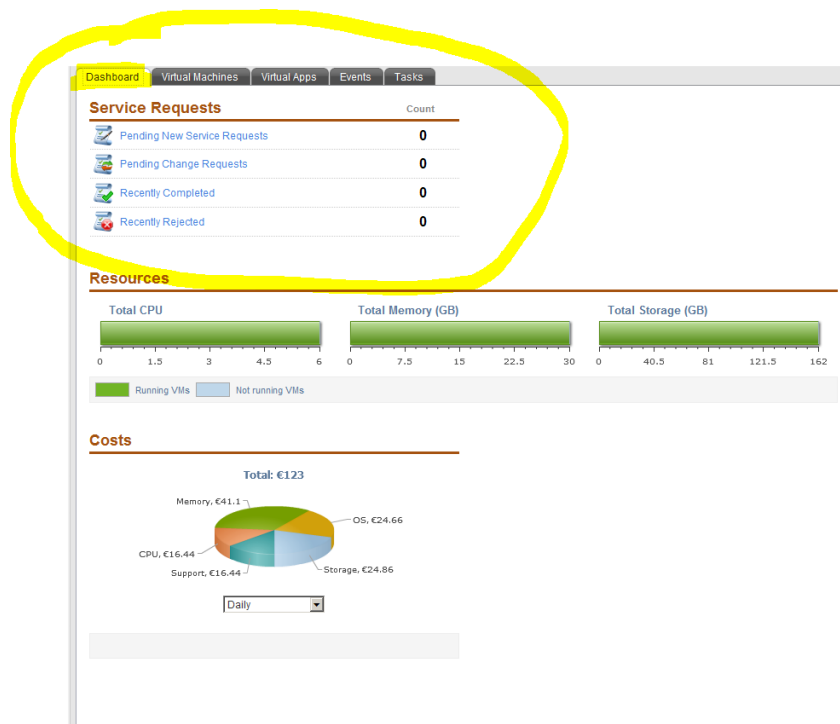 Dashboard Virtual Machines Virtual Apps Events Tasks
Service Requests Count
Pending New Service Requests 0
Pending Change Requests 0
Recently Completed 0
Recently Rejected 0
Resources
Total CPU Total Memory (GB) Total Storage (GB)
0 1.5 3 4.5 6 0 7.5 15 22.5 30 0 40.5 81 121.5 162
Running VMs Not running VMs
Costs
Total: €123
Memory, €41.1
OS, €24.66
CPU, €16.44
Support, €16.44
Storage, €24.86
Daily